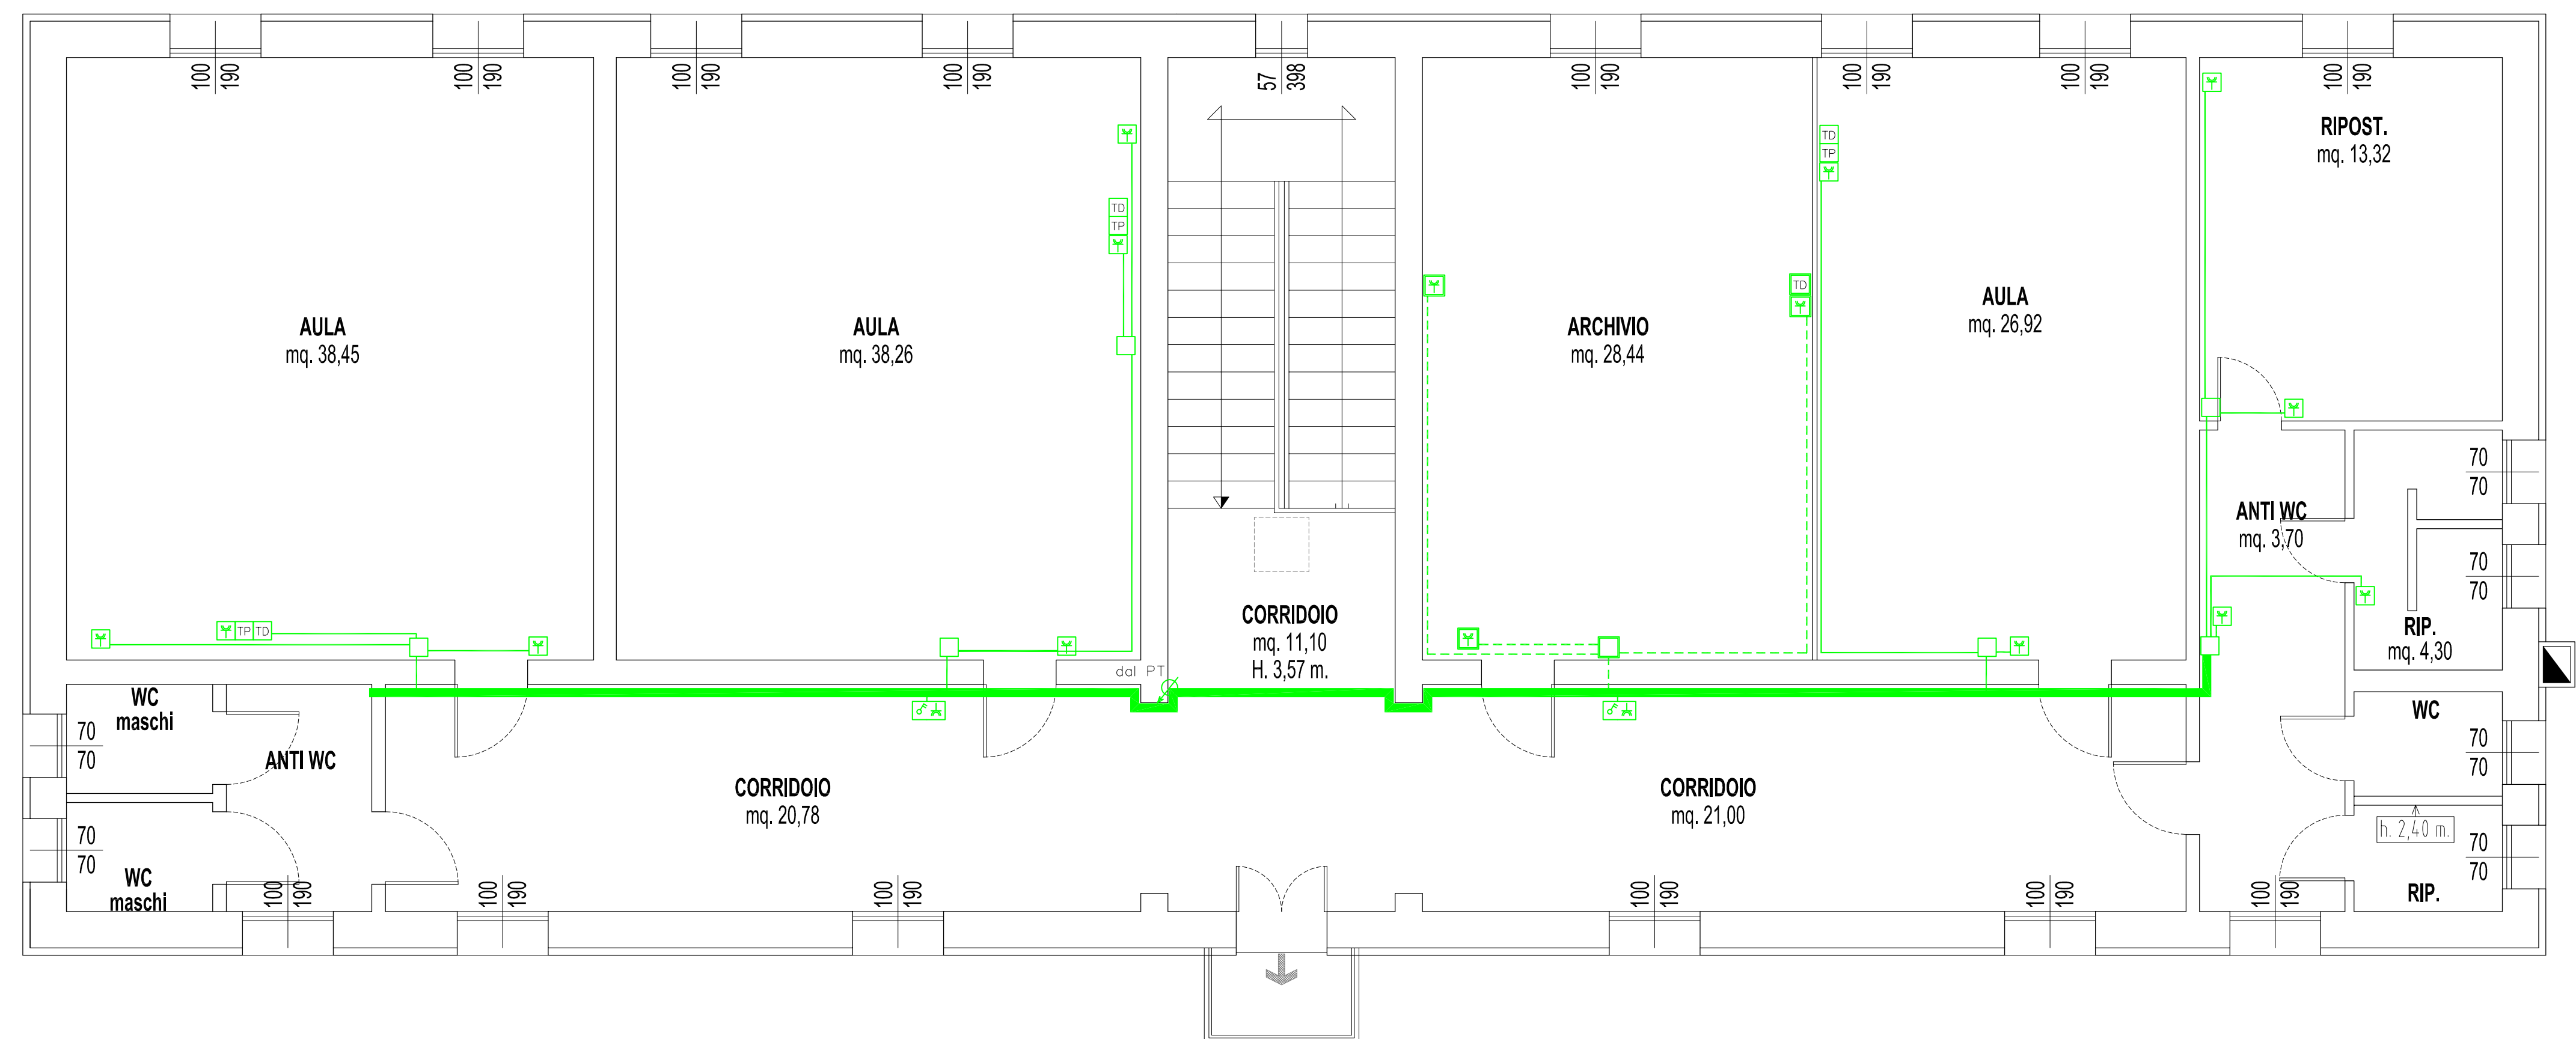 100 190
100 190
100 190
100 190
57 398
100 190
100 190
100 190
100 190
RIPOST.
mq. 13,32
TD
TP
TD
TP
TD
AULA
mq. 38,45
AULA
mq. 38,26
ARCHIVIO
mq. 28,44
AULA
mq. 26,92
70
70
ANTI WC
mq. 3,70
70
70
CORRIDOIO
mq. 11,10
H. 3,57 m.
RIP.
mq. 4,30
TP TD
dal PT
WC
maschi
70
70
ANTI WC
WC
70
70
CORRIDOIO
mq. 20,78
CORRIDOIO
mq. 21,00
h. 2,40 m.
70
70
70
70
WC
maschi
RIP.
100 190
100 190
100 190
100 190
100 190
100 190